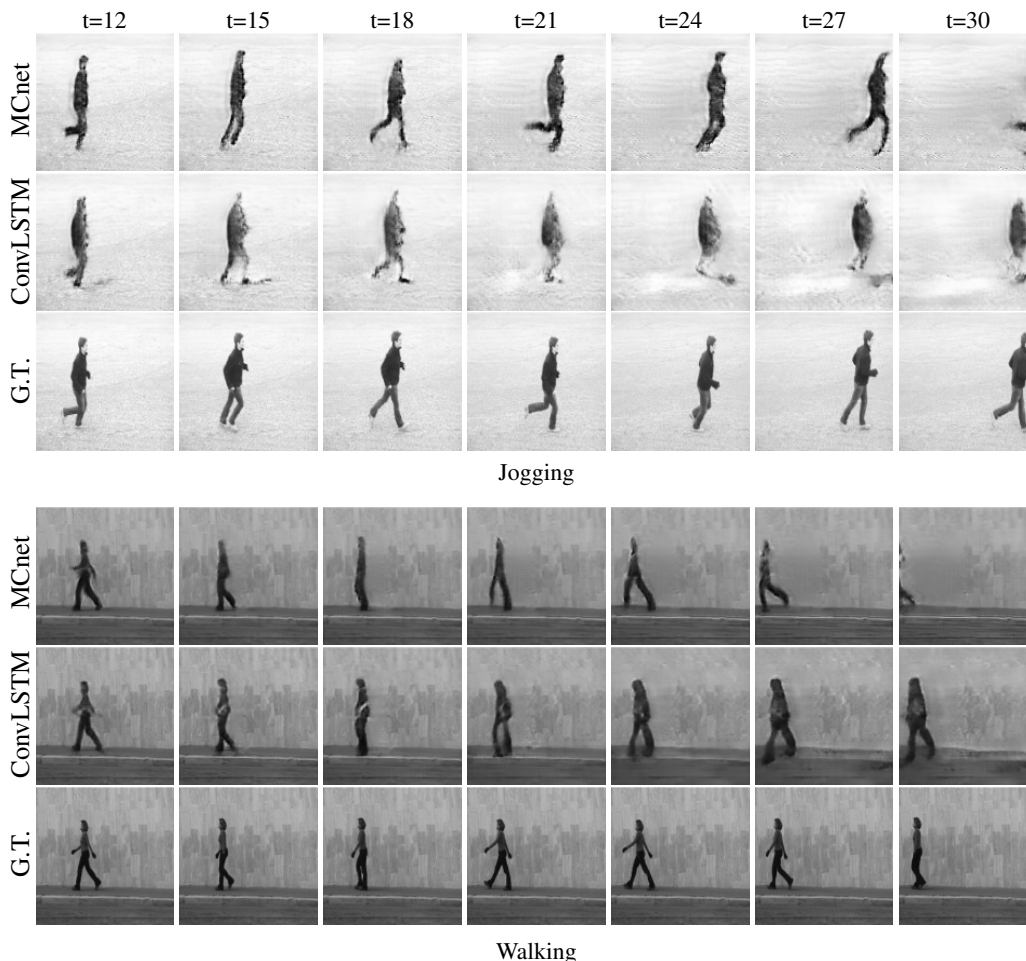 t=12 t=15 t=18 t=21 t=24 t=27 t=30
MCnet
ConvLSTM
G.T.
Jogging
MCnet
ConvLSTM
G.T.
Walking